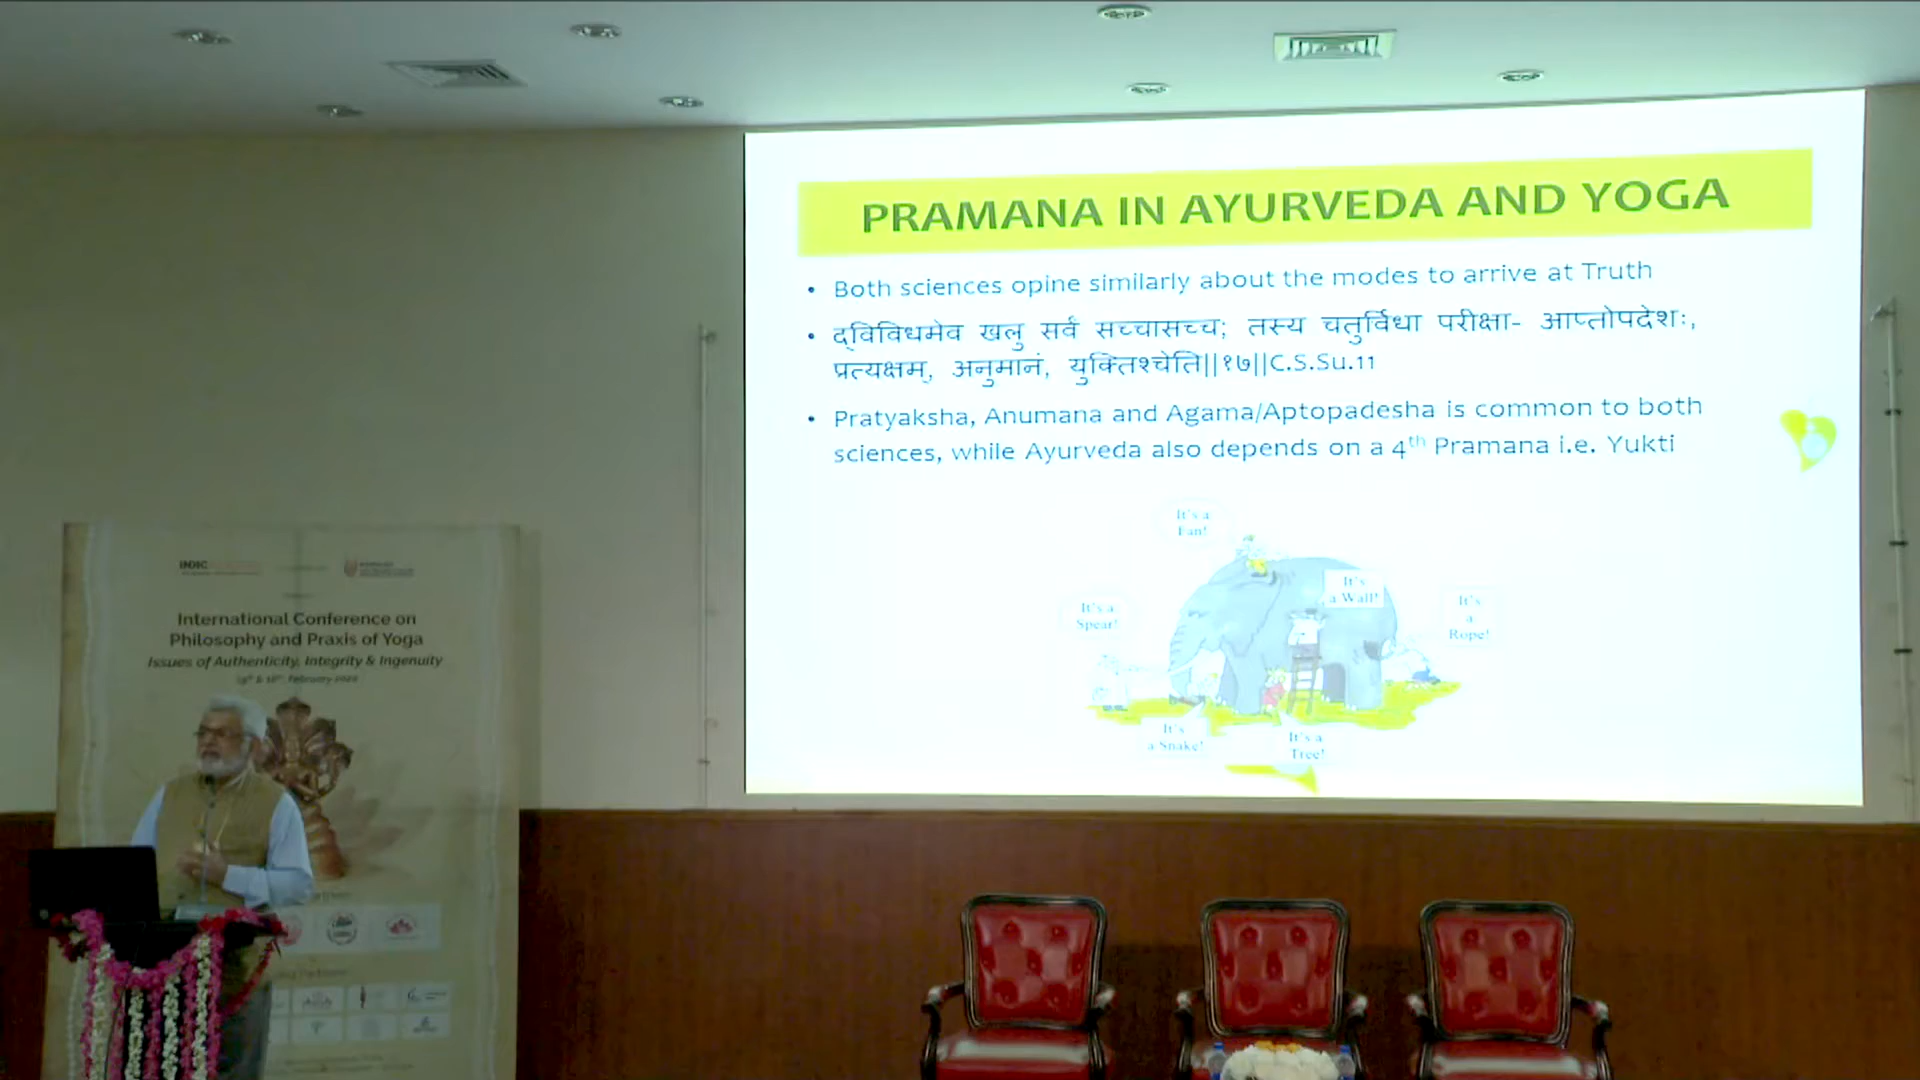 PRAMANA IN AYURVEDA AND YOGA
• Both sciences opine similarly about the modes to arrive at Truth
• द्विविधमेव खलु सर्वं सच्चासच्च; तस्य चतुर्विधा परीक्षा- आप्तोपदेशः,
प्रत्यक्षम्, अनुमानं, युक्तिश्चेति||१७||C.S.Su.11
• Pratyaksha, Anumana and Agama/Aptopadesha is common to both
sciences, while Ayurveda also depends on a 4th Pramana i.e. Yukti
It's a
Fan!
It's
a Wall!
It's a
Spear!
It's
a
Rope!
It's
a Snake!
It's a
Tree!
INDIC
International Conference on
Philosophy and Praxis of Yoga
Issues of Authenticity, Integrity & Ingenuity